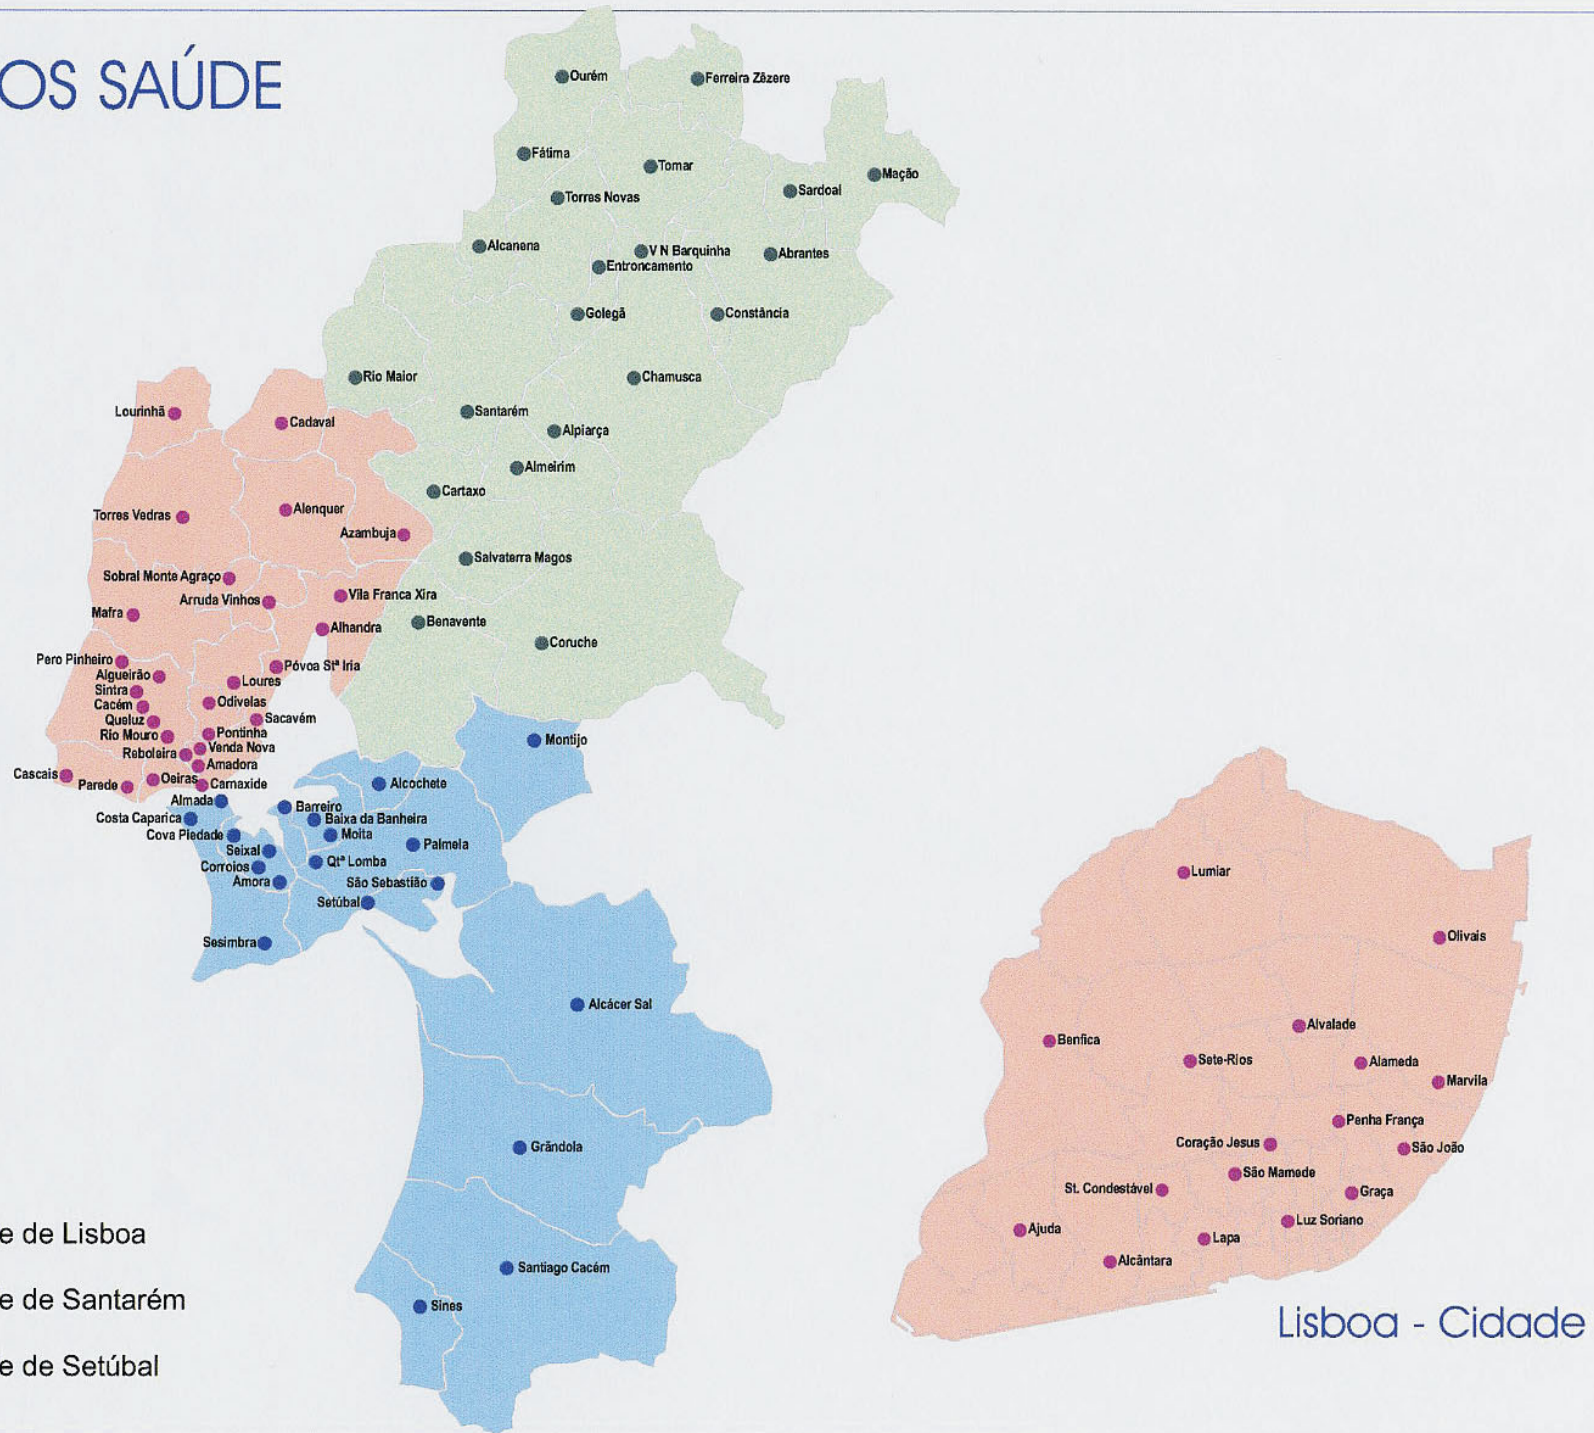 OS SAÚDE
Ourém
Ferreira Zêzere
Fátima
Tomar
Mação
Sardoal
Torres Novas
Alcanena
V N Barquinha
Abrantes
Entroncamento
Golegã
Constância
Rio Maior
Chamusca
Lourinhã
Santarém
Cadaval
Alpiarça
Almeirim
Cartaxo
Alenquer
Torres Vedras
Azambuja
Salvaterra Magos
Sobral Monte Agraço
Vila Franca Xira
Arruda Vinhos
Mafra
Benavente
Alhandra
Coruche
Pero Pinheiro
Póvoa Stª Iria
Algueirão
Loures
Sintra
Odivelas
Cacém
Sacavém
Queluz
Pontinha
Rio Mouro
Montijo
Venda Nova
Reboleira
Amadora
Cascais
Oeiras
Parede
Carnaxide
Alcochete
Almada
Barreiro
Costa Caparica
Baixa da Banheira
Cova Piedade
Moita
Palmela
Seixal
Qtª Lomba
Corroios
Amora
São Sebastião
Setúbal
Sesimbra
Alcácer Sal
Grândola
Santiago Cacém
Sines
Lumiar
Olivais
Alvalade
Benfica
Sete-Rios
Alameda
Marvila
Penha França
Coração Jesus
São João
São Mamede
St. Condestável
Graça
Luz Soriano
Ajuda
Lapa
Alcântara
e de Lisboa
e de Santarém
e de Setúbal
Lisboa - Cidade